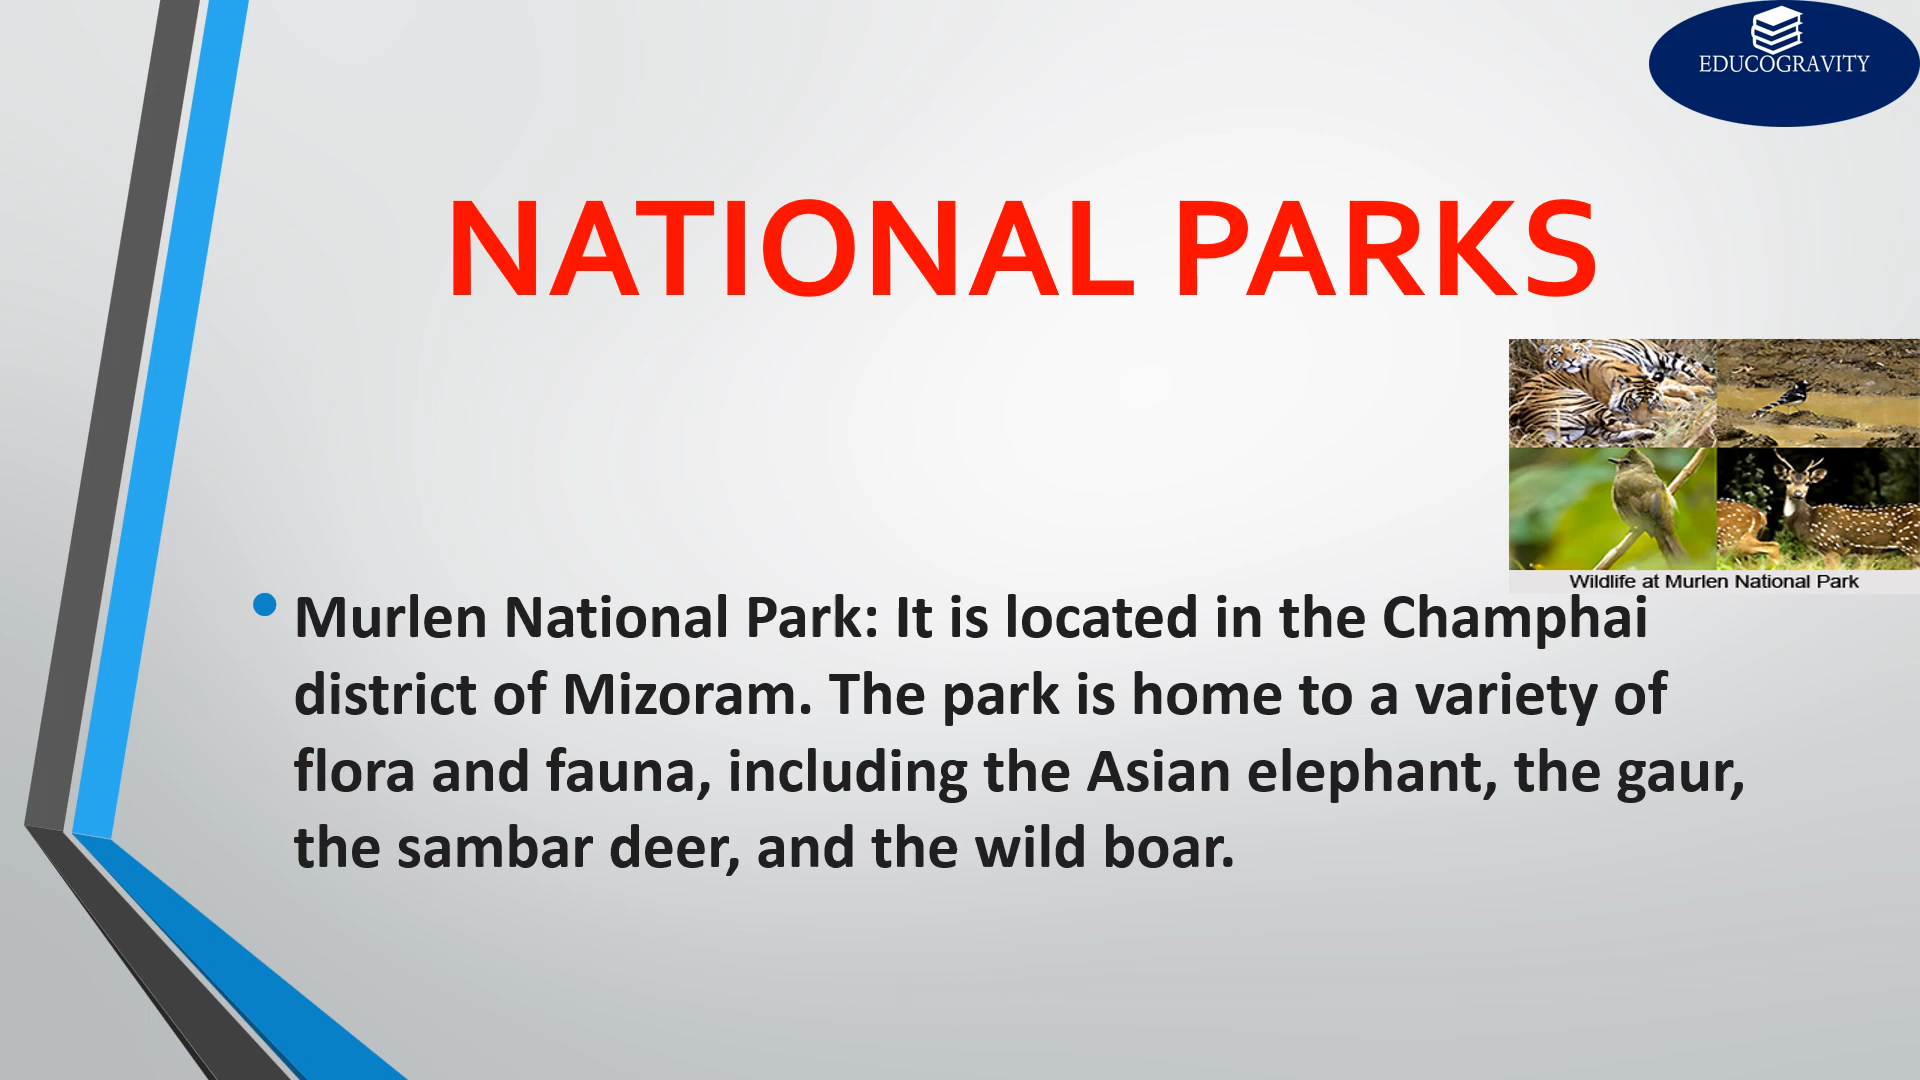 EDUCOGRAVITY
NATIONAL PARKS
Wildlife at Murlen National Park
• Murlen National Park: It is located in the Champhai
district of Mizoram. The park is home to a variety of
flora and fauna, including the Asian elephant, the gaur,
the sambar deer, and the wild boar.